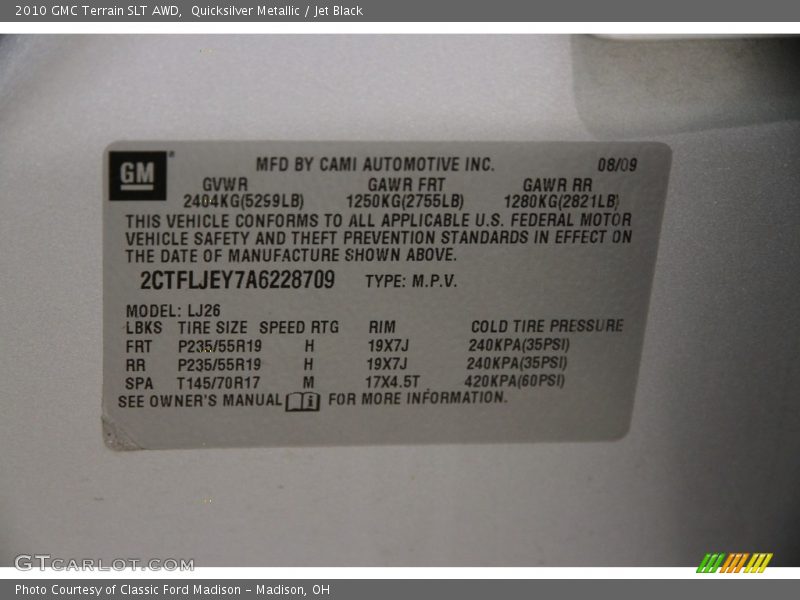 2010 GMC Terrain SLT AWD, Quicksilver Metallic / Jet Black
GM MFD BY CAMI AUTOMOTIVE INC. 08/09
GVWR GAWR FRT GAWR RR
2404KG(5299LB) 1250KG(2755LB) 1280KG(2821LB)
THIS VEHICLE CONFORMS TO ALL APPLICABLE U.S. FEDERAL MOTOR
VEHICLE SAFETY AND THEFT PREVENTION STANDARDS IN EFFECT ON
THE DATE OF MANUFACTURE SHOWN ABOVE.
2CTFLJEY7A6228709 TYPE: M.P.V.
MODEL: LJ26
LBKS TIRE SIZE SPEED RTG RIM COLD TIRE PRESSURE
FRT P235/55R19 H 19X7J 240KPA(35PSI)
RR P235/55R19 H 19X7J 240KPA(35PSI)
SPA T145/70R17 M 17X4.5T 420KPA(60PSI)
SEE OWNER'S MANUAL i FOR MORE INFORMATION.
GTCARLOT.COM
Photo Courtesy of Classic Ford Madison - Madison, OH